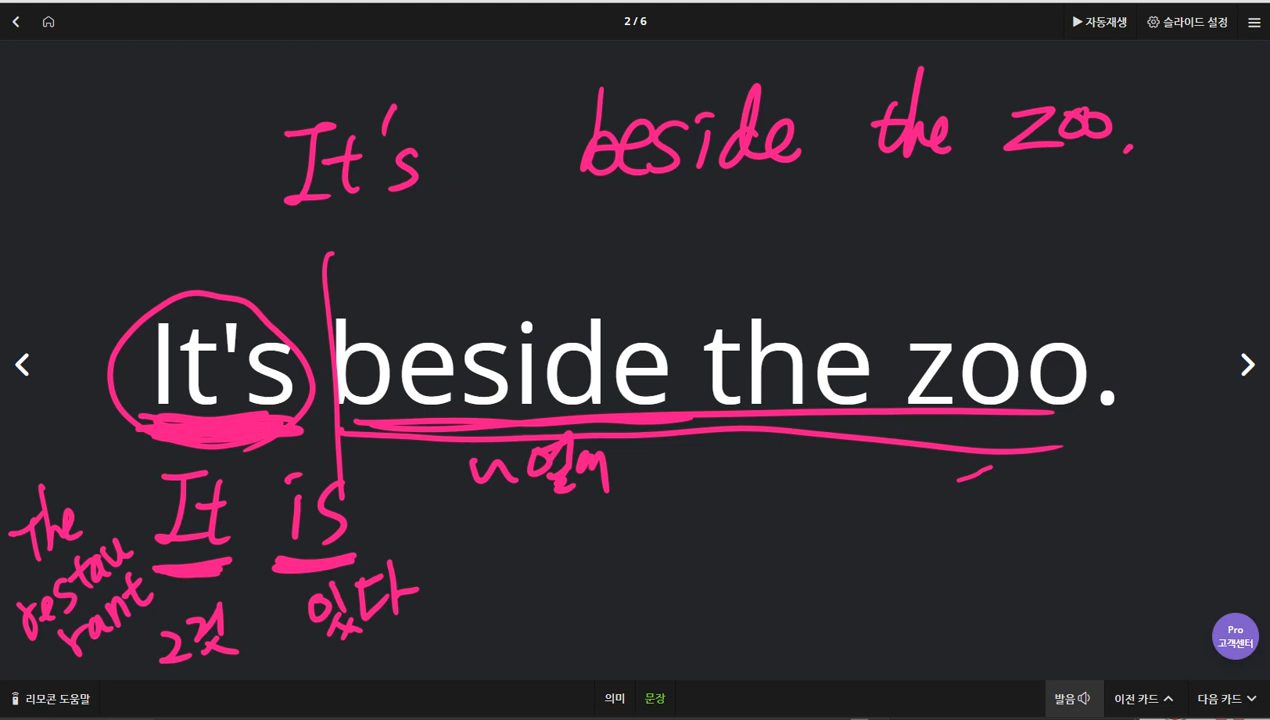 2 / 6
자동재생
슬라이드 설정
It's beside the zoo.
It's beside the zoo.
~옆에
the restau rant
It is
그것
있다
Pro
고객센터
리모콘 도움말
의미
문장
발음
이전 카드
다음 카드